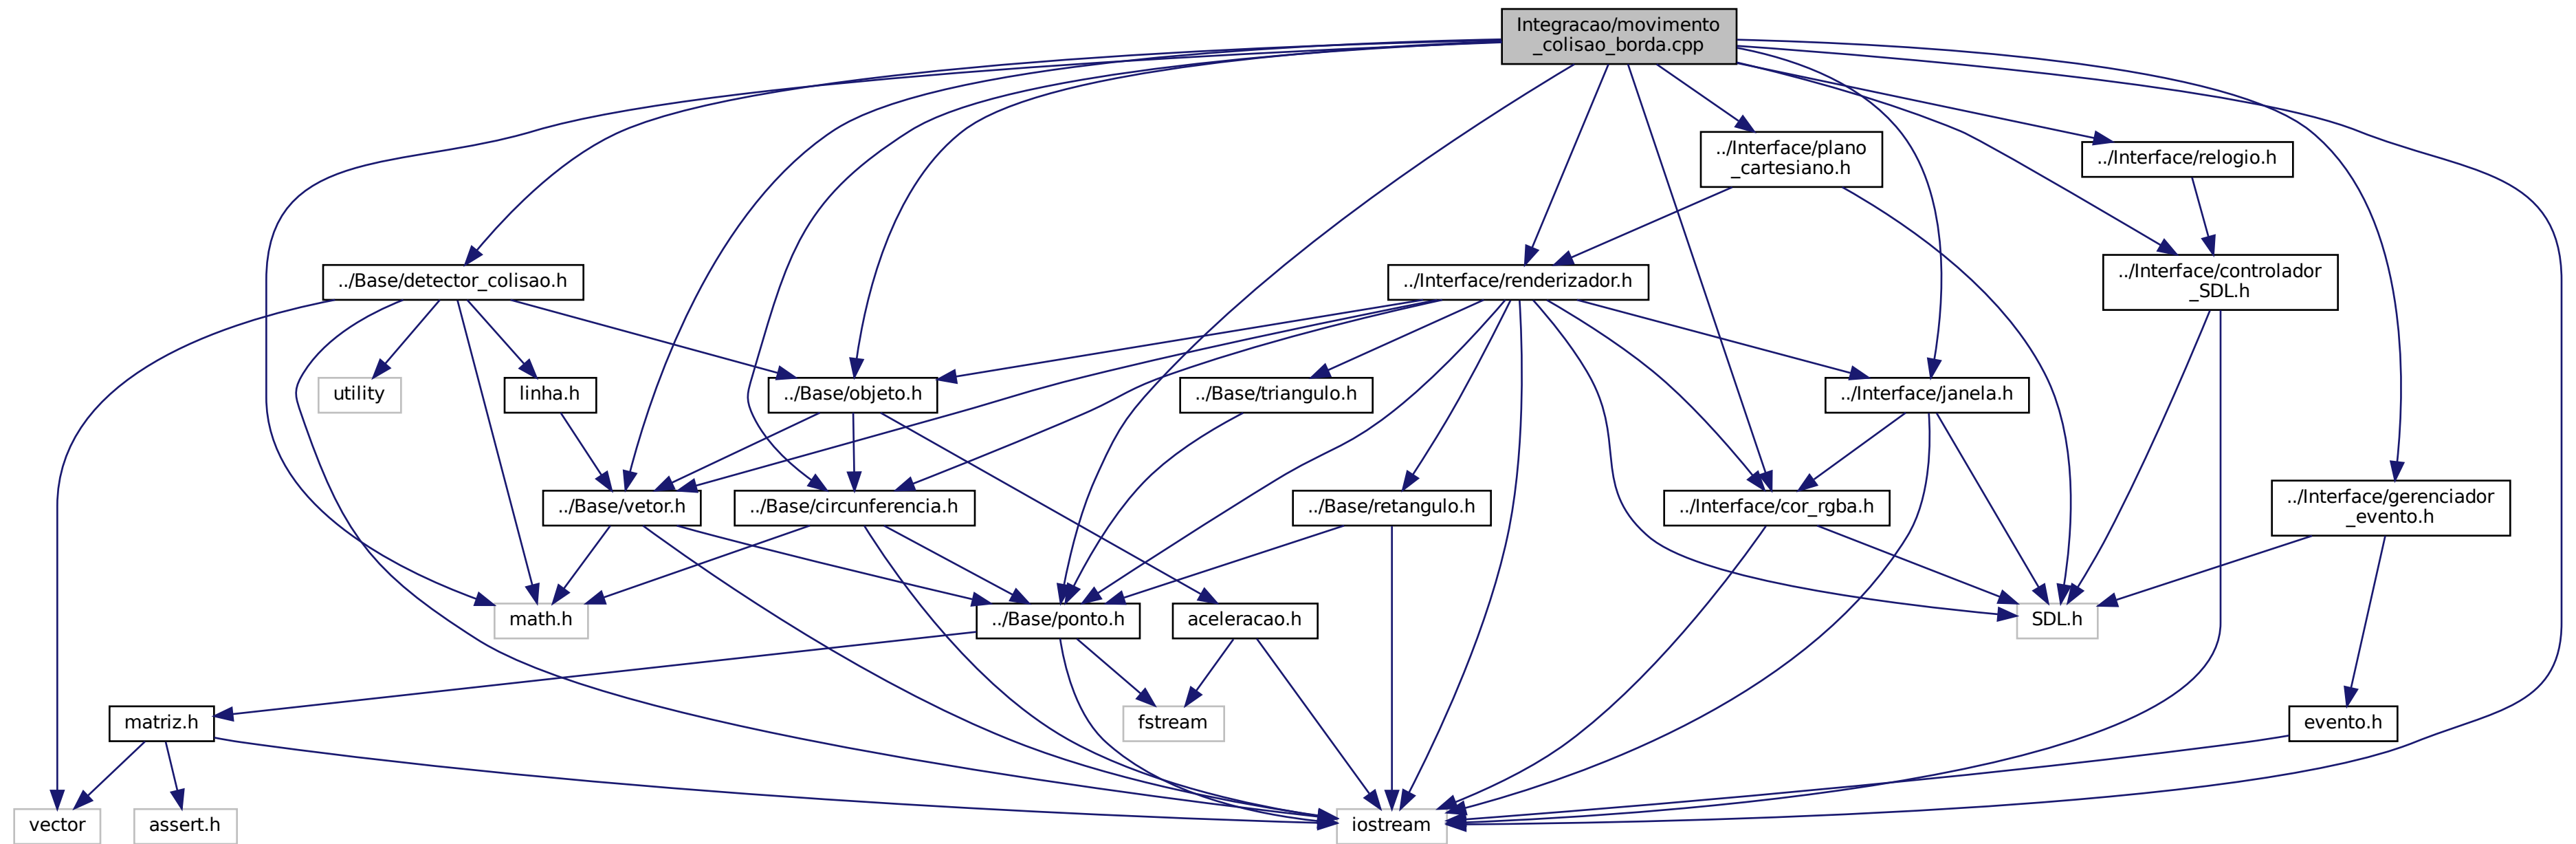 Integracao/movimento
_colisao_borda.cpp
../Interface/plano
_cartesiano.h
../Interface/relogio.h
../Base/detector_colisao.h
../Interface/renderizador.h
../Interface/controlador
_SDL.h
utility
linha.h
../Base/objeto.h
../Base/triangulo.h
../Interface/janela.h
../Base/vetor.h
../Base/circunferencia.h
../Base/retangulo.h
../Interface/cor_rgba.h
../Interface/gerenciador
_evento.h
math.h
../Base/ponto.h
aceleracao.h
SDL.h
matriz.h
fstream
evento.h
vector
assert.h
iostream